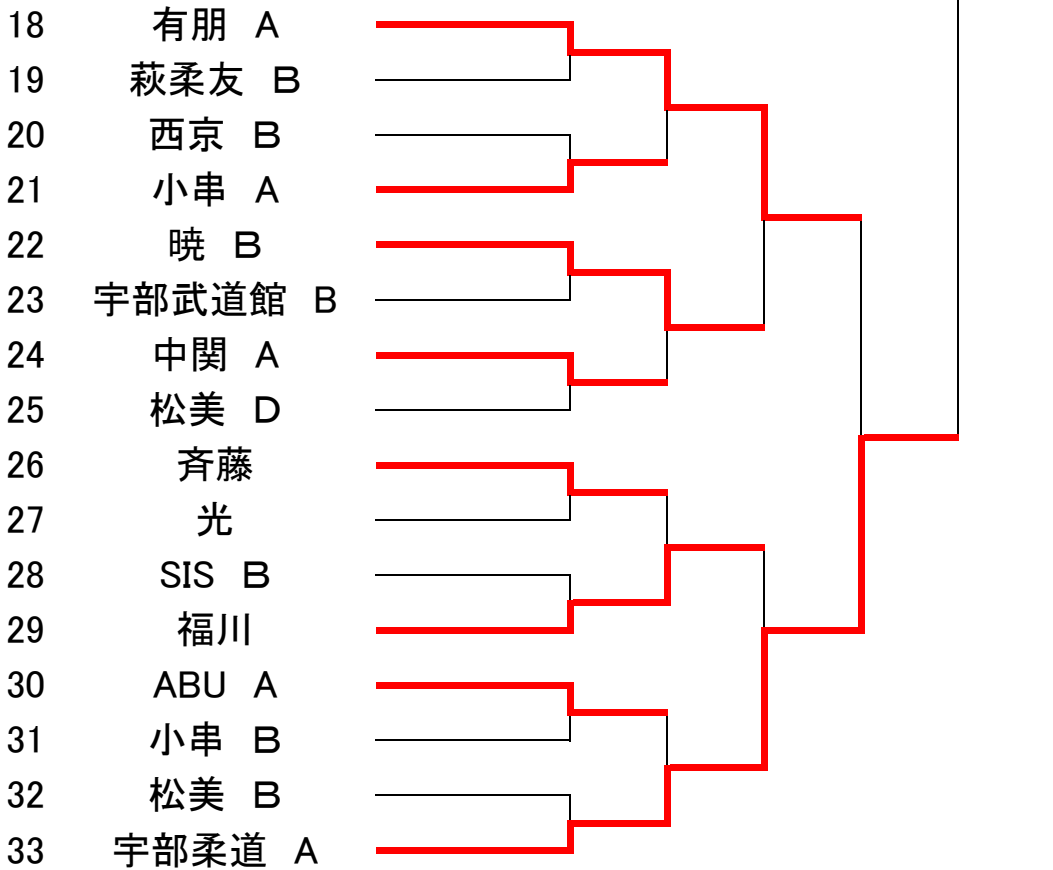 18 有朋 A
19 萩柔友 B
20 西京 B
21 小串 A
22 暁 B
23 宇部武道館 B
24 中関 A
25 松美 D
26 斉藤
27 光
28 SIS B
29 福川
30 ABU A
31 小串 B
32 松美 B
33 宇部柔道 A